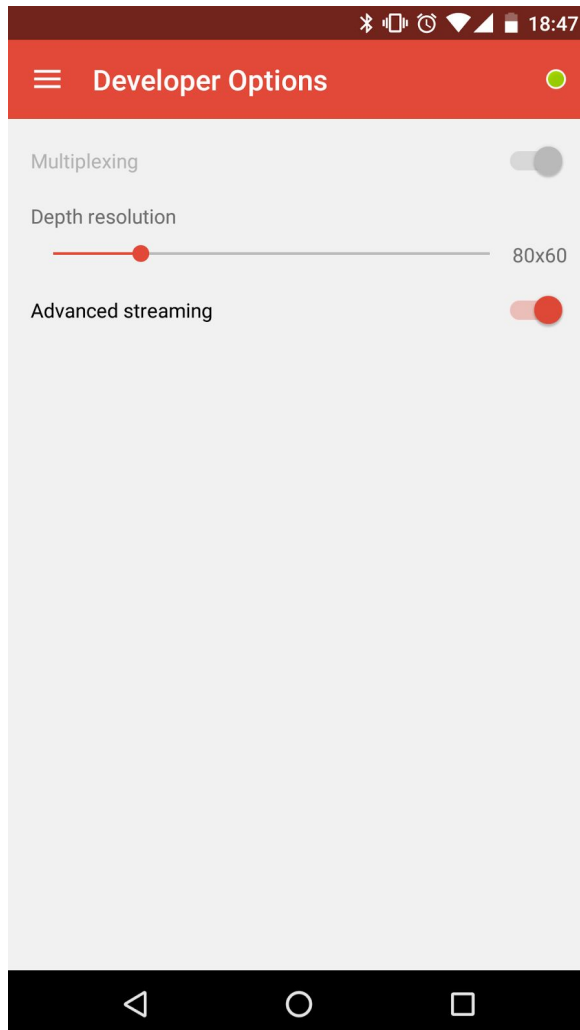 18:47
Developer Options
Multiplexing
Depth resolution
80x60
Advanced streaming